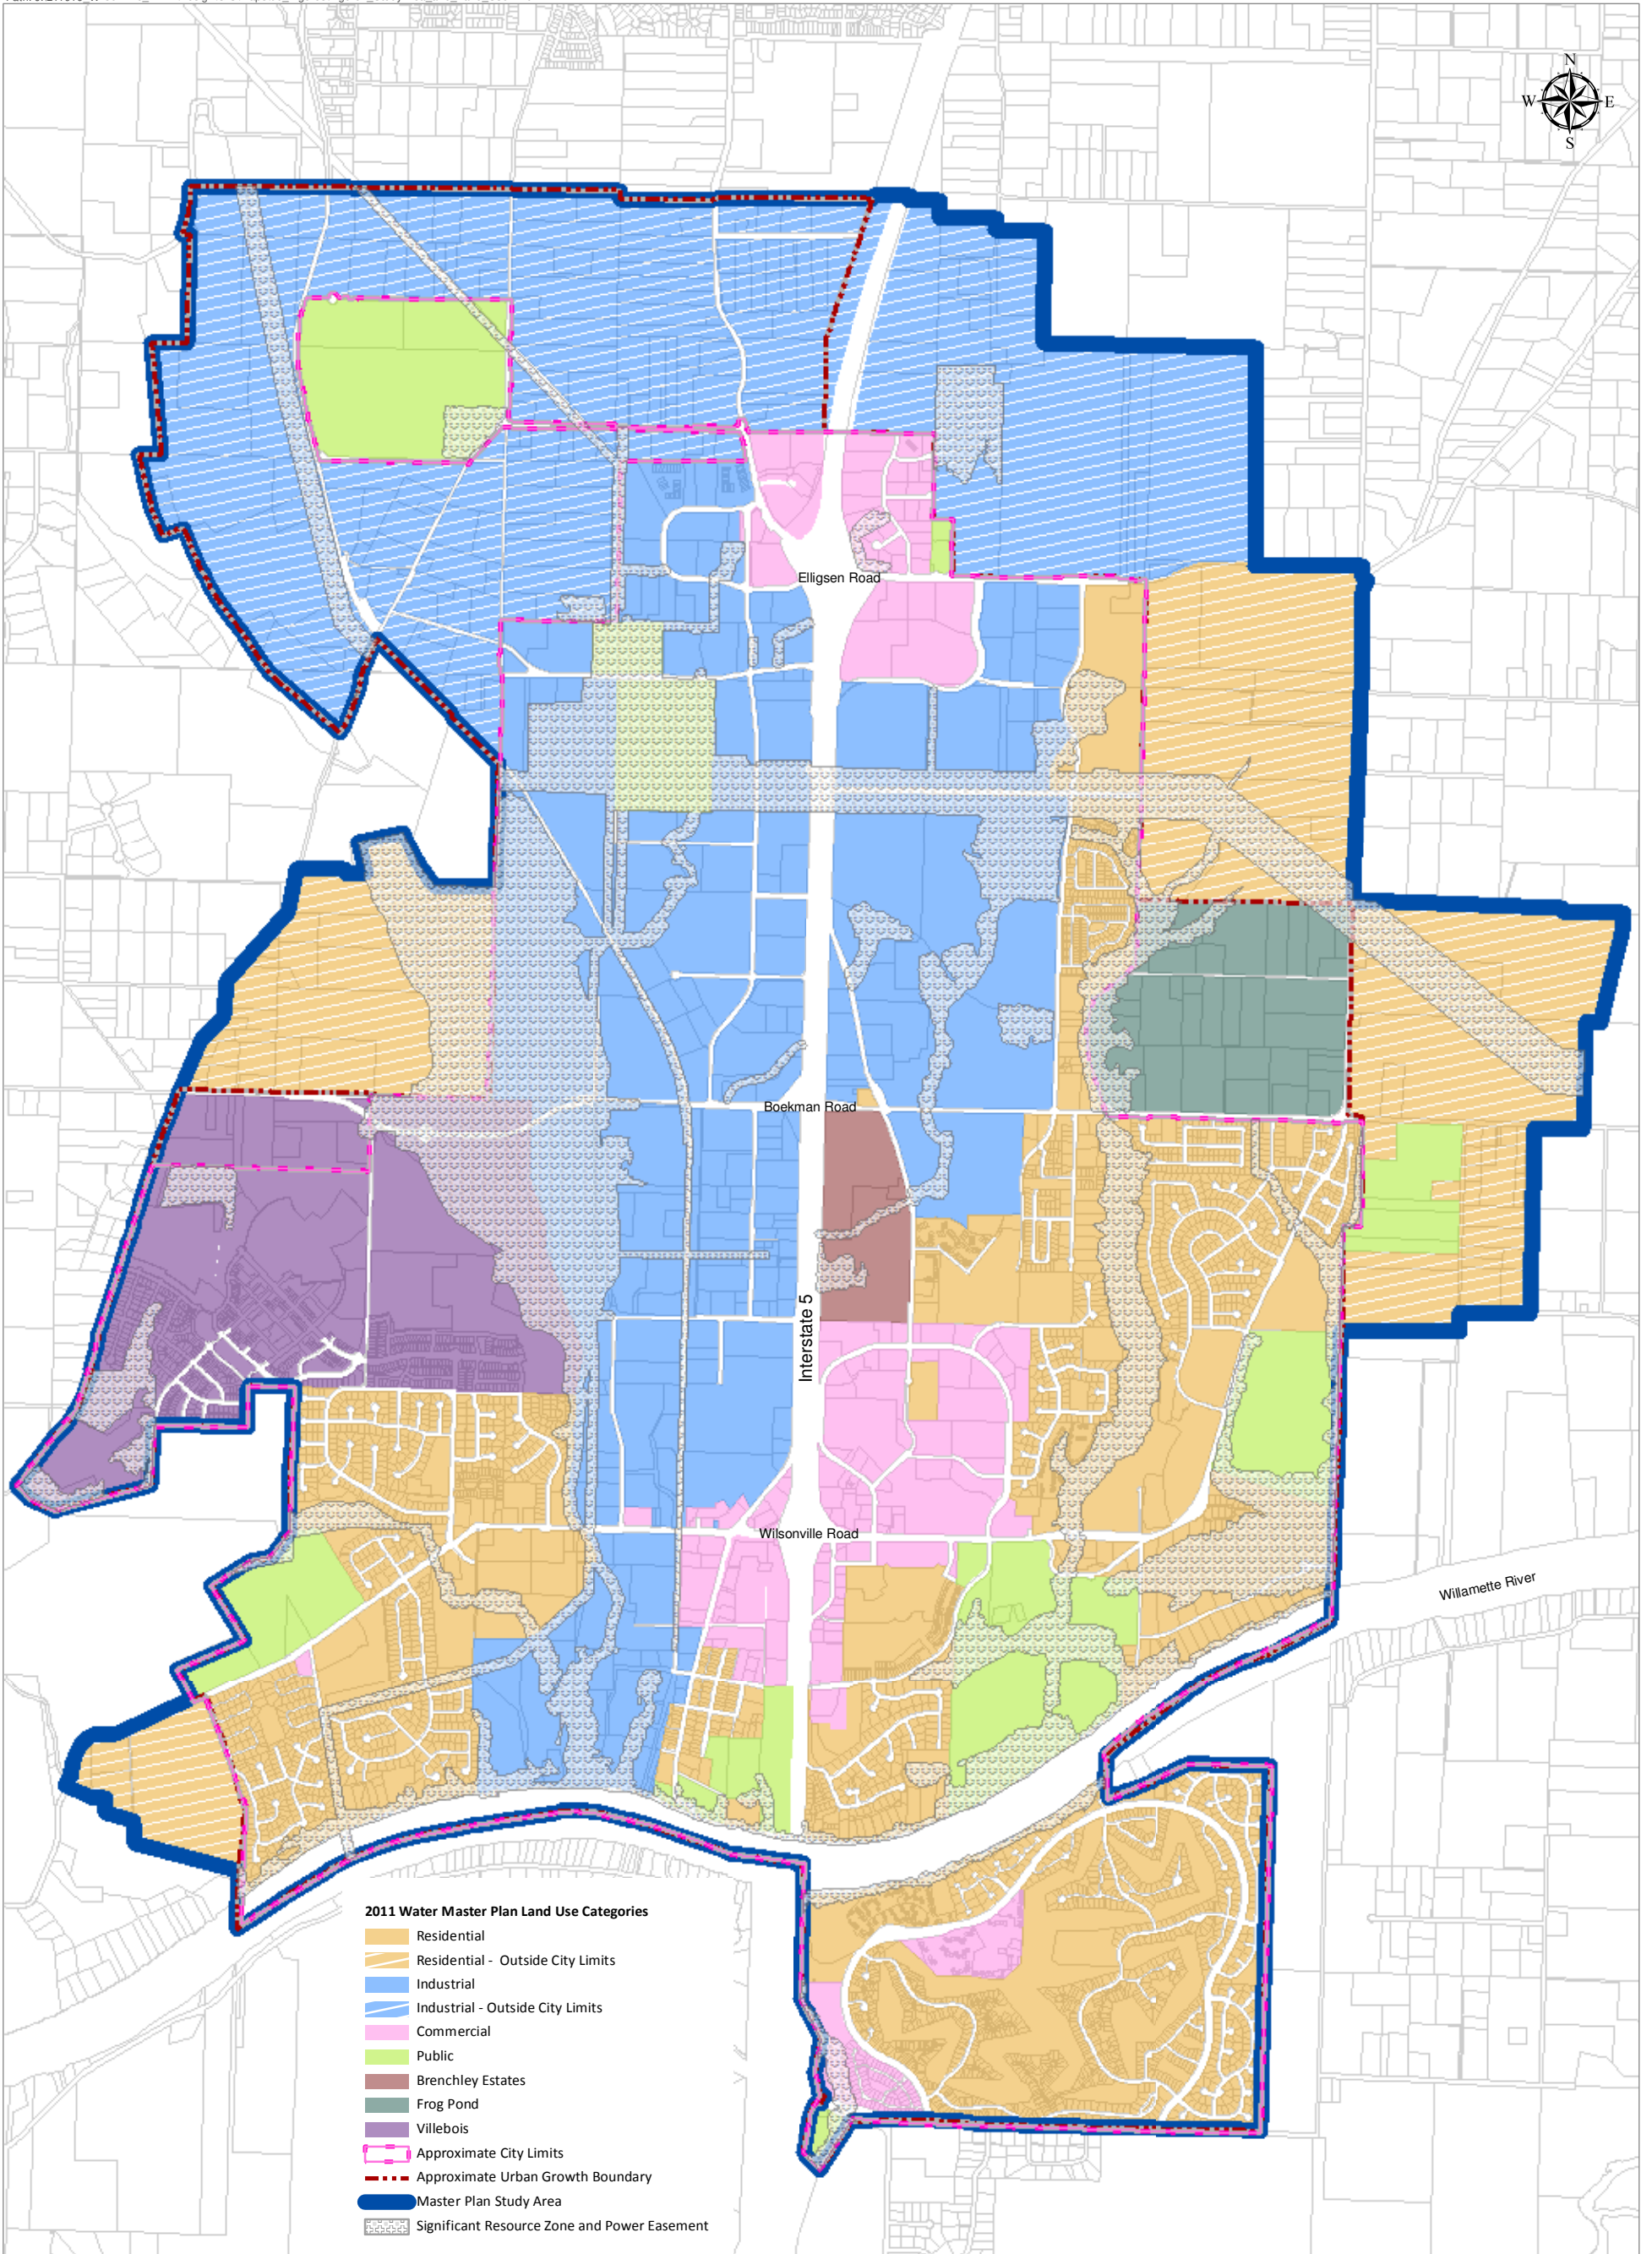 N
W
E
S
Elligsen Road
Boekman Road
Interstate 5
Wilsonville Road
Willamette River
2011 Water Master Plan Land Use Categories
Residential
Residential - Outside City Limits
Industrial
Industrial - Outside City Limits
Commercial
Public
Brenchley Estates
Frog Pond
Villebois
Approximate City Limits
Approximate Urban Growth Boundary
Master Plan Study Area
Significant Resource Zone and Power Easement